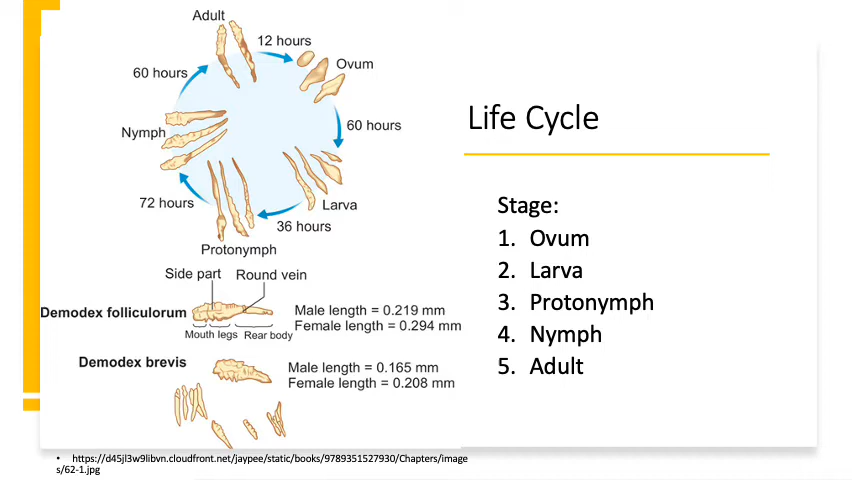 Adult
12 hours
Ovum
60 hours
60 hours
Nymph
72 hours
Larva
36 hours
Protonymph
Side part
Round vein
Demodex folliculorum
Male length = 0.219 mm
Female length = 0.294 mm
Mouth legs
Rear body
Demodex brevis
Male length = 0.165 mm
Female length = 0.208 mm
Life Cycle
Stage:
1. Ovum
2. Larva
3. Protonymph
4. Nymph
5. Adult
• https://d45jl3w9libvn.cloudfront.net/jaypee/static/books/9789351527930/Chapters/image
s/62-1.jpg